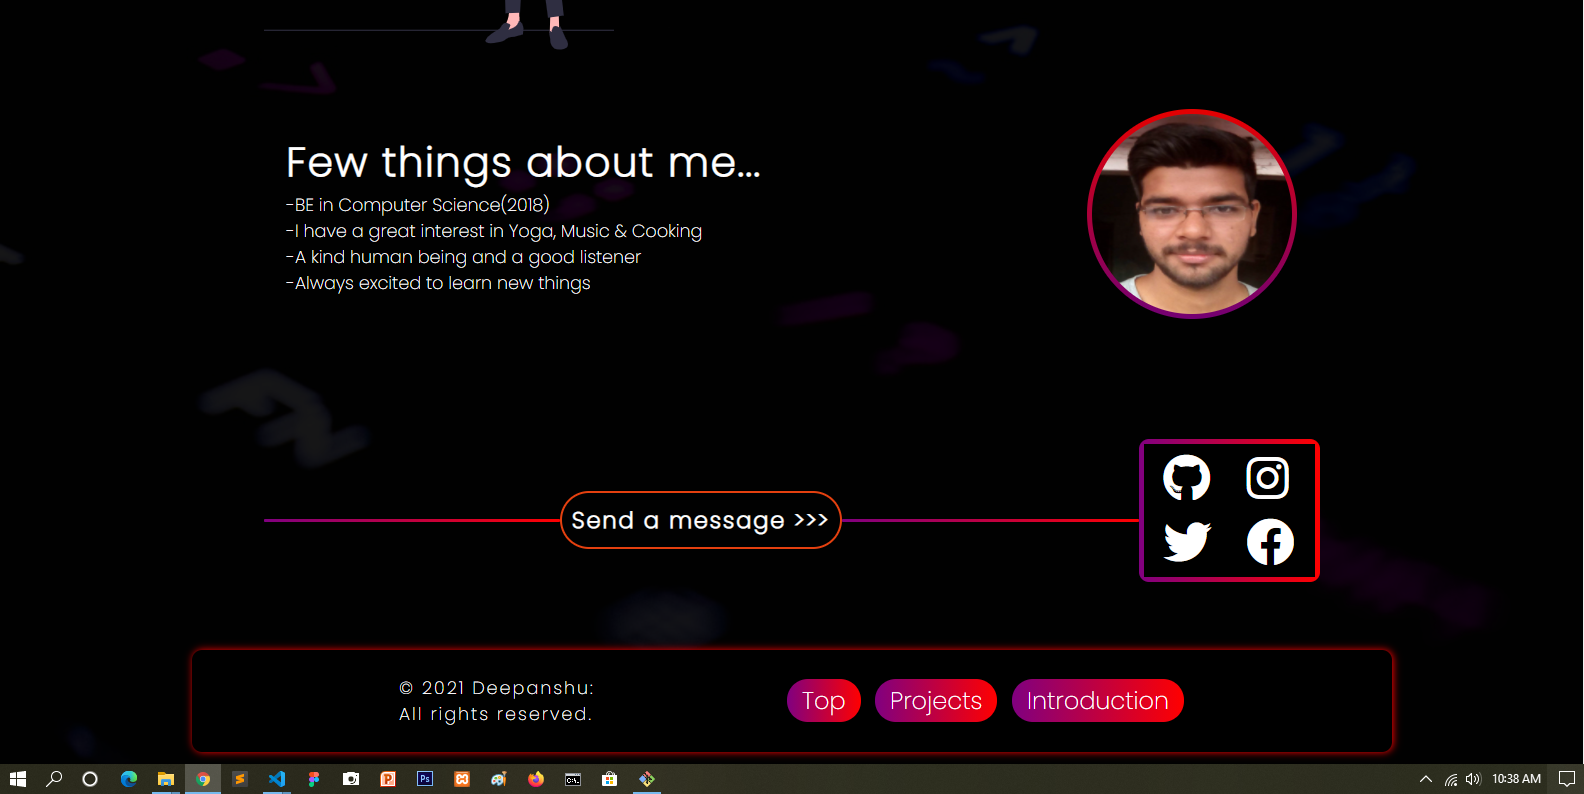 Few things about me...
-BE in Computer Science(2018)
-I have a great interest in Yoga, Music & Cooking
-A kind human being and a good listener
-Always excited to learn new things
Send a message >>>
© 2021 Deepanshu:
All rights reserved.
Top
Projects
Introduction
10:38 AM